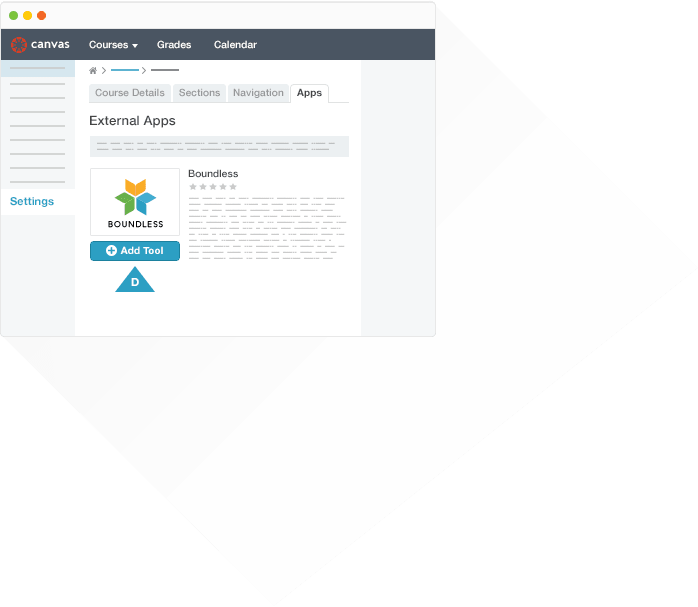 canvas Courses Grades Calendar
Course Details Sections Navigation Apps
External Apps
Boundless
BOUNDLESS
Settings
Add Tool
D